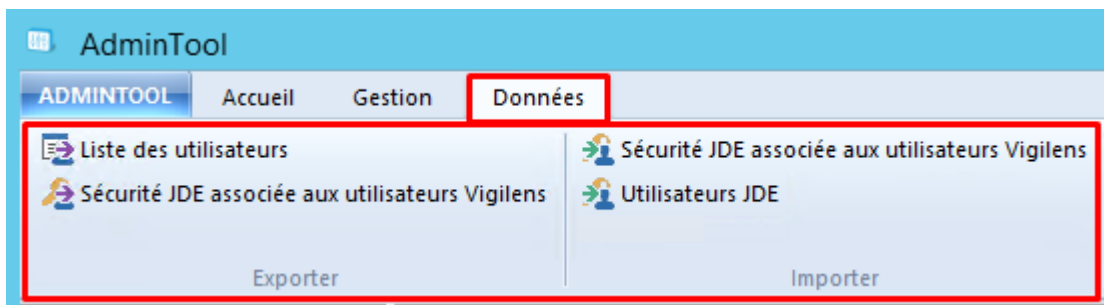 AdminTool
ADMINTOOL Accueil Gestion Données
Liste des utilisateurs
Sécurité JDE associée aux utilisateurs Vigilens
Exporter
Sécurité JDE associée aux utilisateurs Vigilens
Utilisateurs JDE
Importer